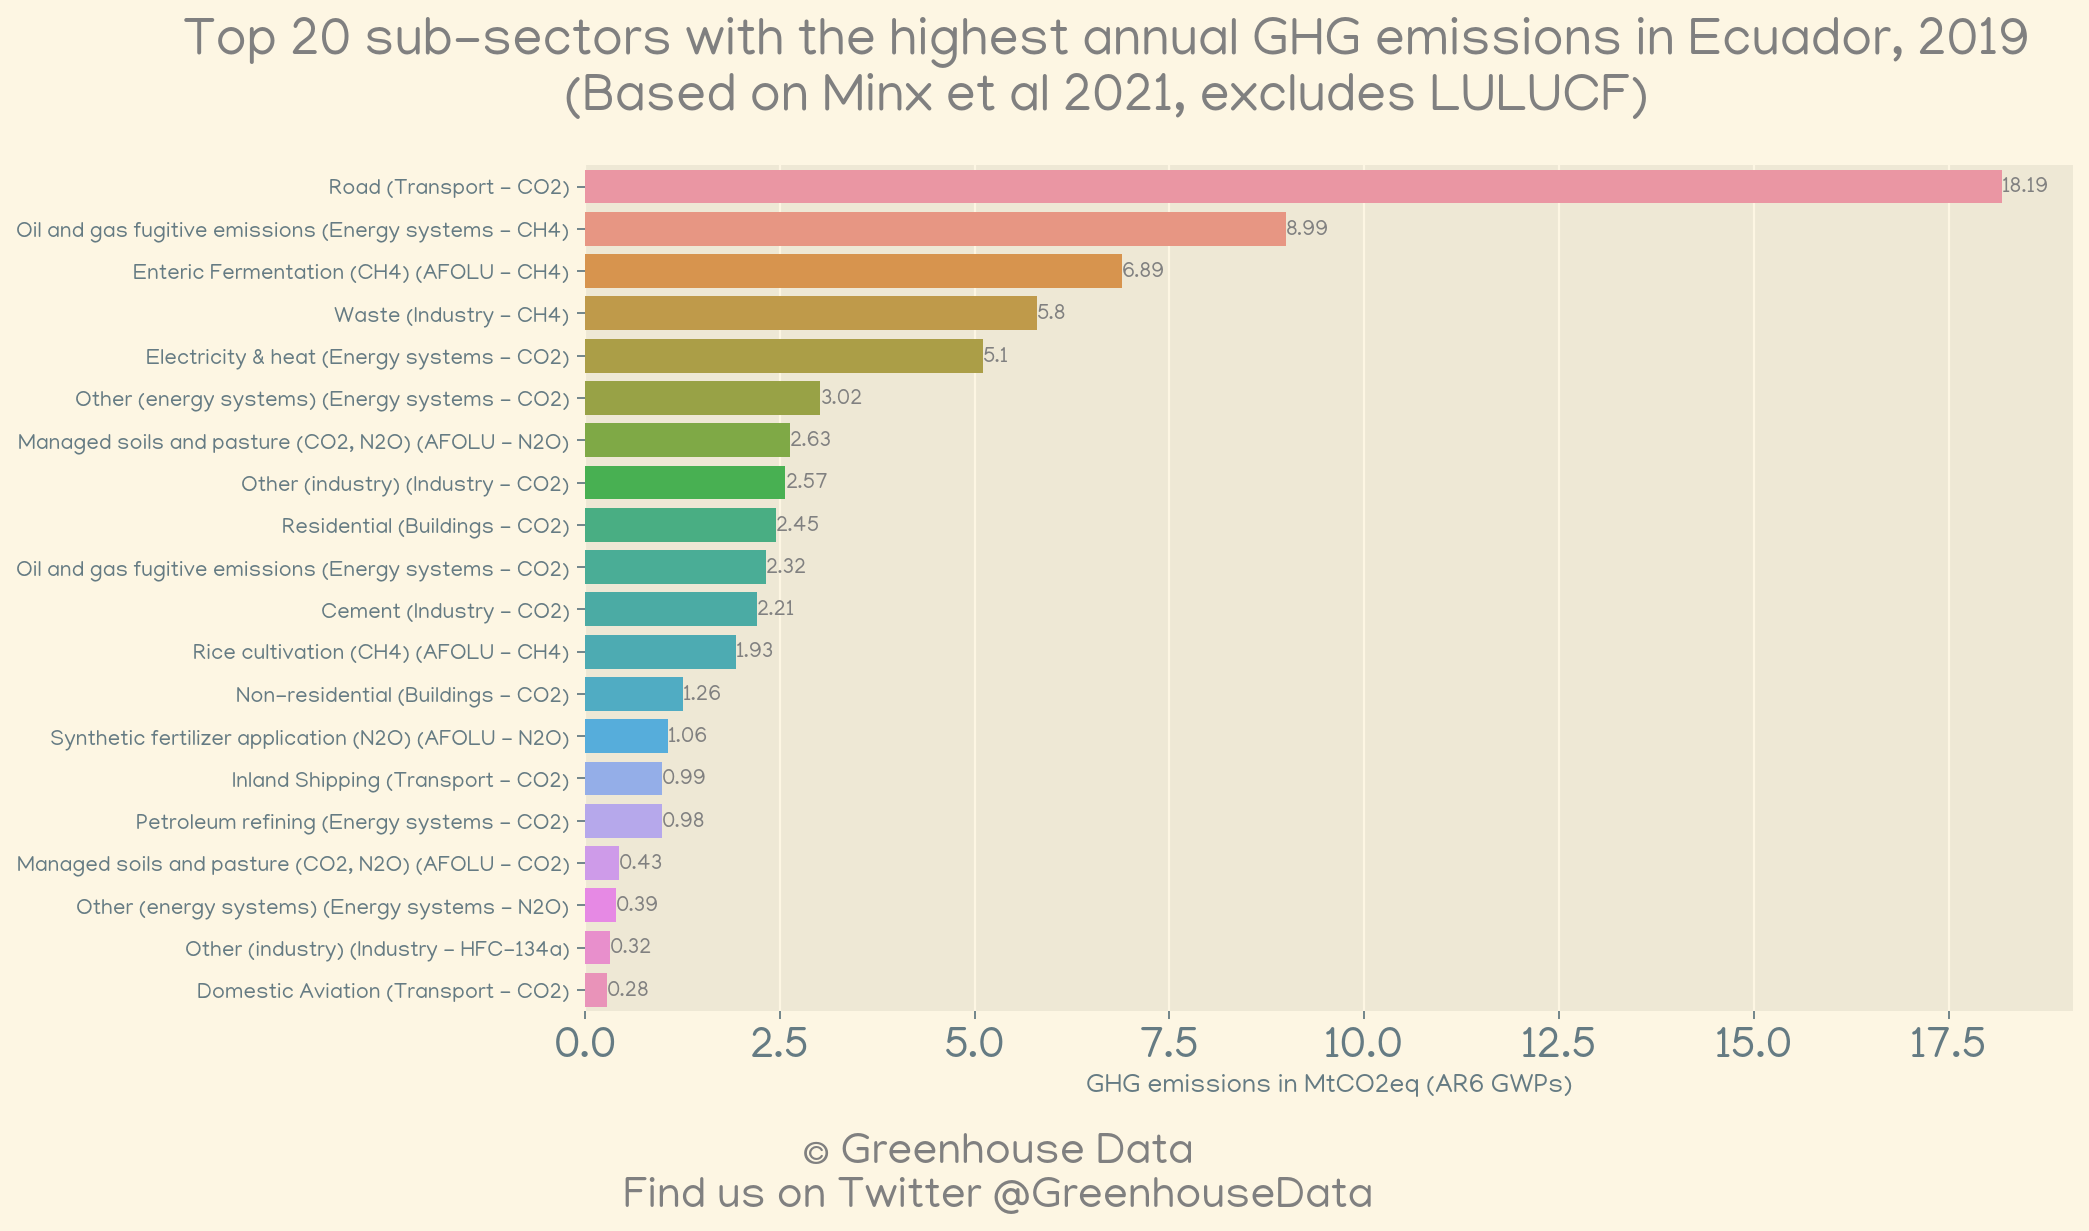 Top 20 sub-sectors with the highest annual GHG emissions in Ecuador, 2019
(Based on Minx et al 2021, excludes LULUCF)
Road (Transport - CO2) 18.19
Oil and gas fugitive emissions (Energy systems - CH4) 8.99
Enteric Fermentation (CH4) (AFOLU - CH4) 6.89
Waste (Industry - CH4) 5.8
Electricity & heat (Energy systems - CO2) 5.1
Other (energy systems) (Energy systems - CO2) 3.02
Managed soils and pasture (CO2, N2O) (AFOLU - N2O) 2.63
Other (industry) (Industry - CO2) 2.57
Residential (Buildings - CO2) 2.45
Oil and gas fugitive emissions (Energy systems - CO2) 2.32
Cement (Industry - CO2) 2.21
Rice cultivation (CH4) (AFOLU - CH4) 1.93
Non-residential (Buildings - CO2) 1.26
Synthetic fertilizer application (N2O) (AFOLU - N2O) 1.06
Inland Shipping (Transport - CO2) 0.99
Petroleum refining (Energy systems - CO2) 0.98
Managed soils and pasture (CO2, N2O) (AFOLU - CO2) 0.43
Other (energy systems) (Energy systems - N2O) 0.39
Other (industry) (Industry - HFC-134a) 0.32
Domestic Aviation (Transport - CO2) 0.28
0.0 2.5 5.0 7.5 10.0 12.5 15.0 17.5
GHG emissions in MtCO2eq (AR6 GWPs)
© Greenhouse Data
Find us on Twitter @GreenhouseData